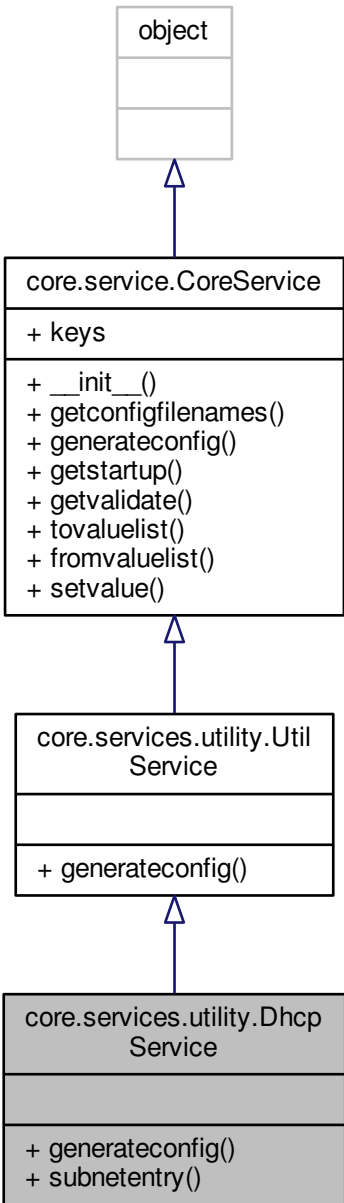 object
core.service.CoreService
+ keys
+ __init__()
+ getconfigfilenames()
+ generateconfig()
+ getstartup()
+ getvalidate()
+ tovaluelist()
+ fromvaluelist()
+ setvalue()
core.services.utility.Util
Service
+ generateconfig()
core.services.utility.Dhcp
Service
+ generateconfig()
+ subnetentry()